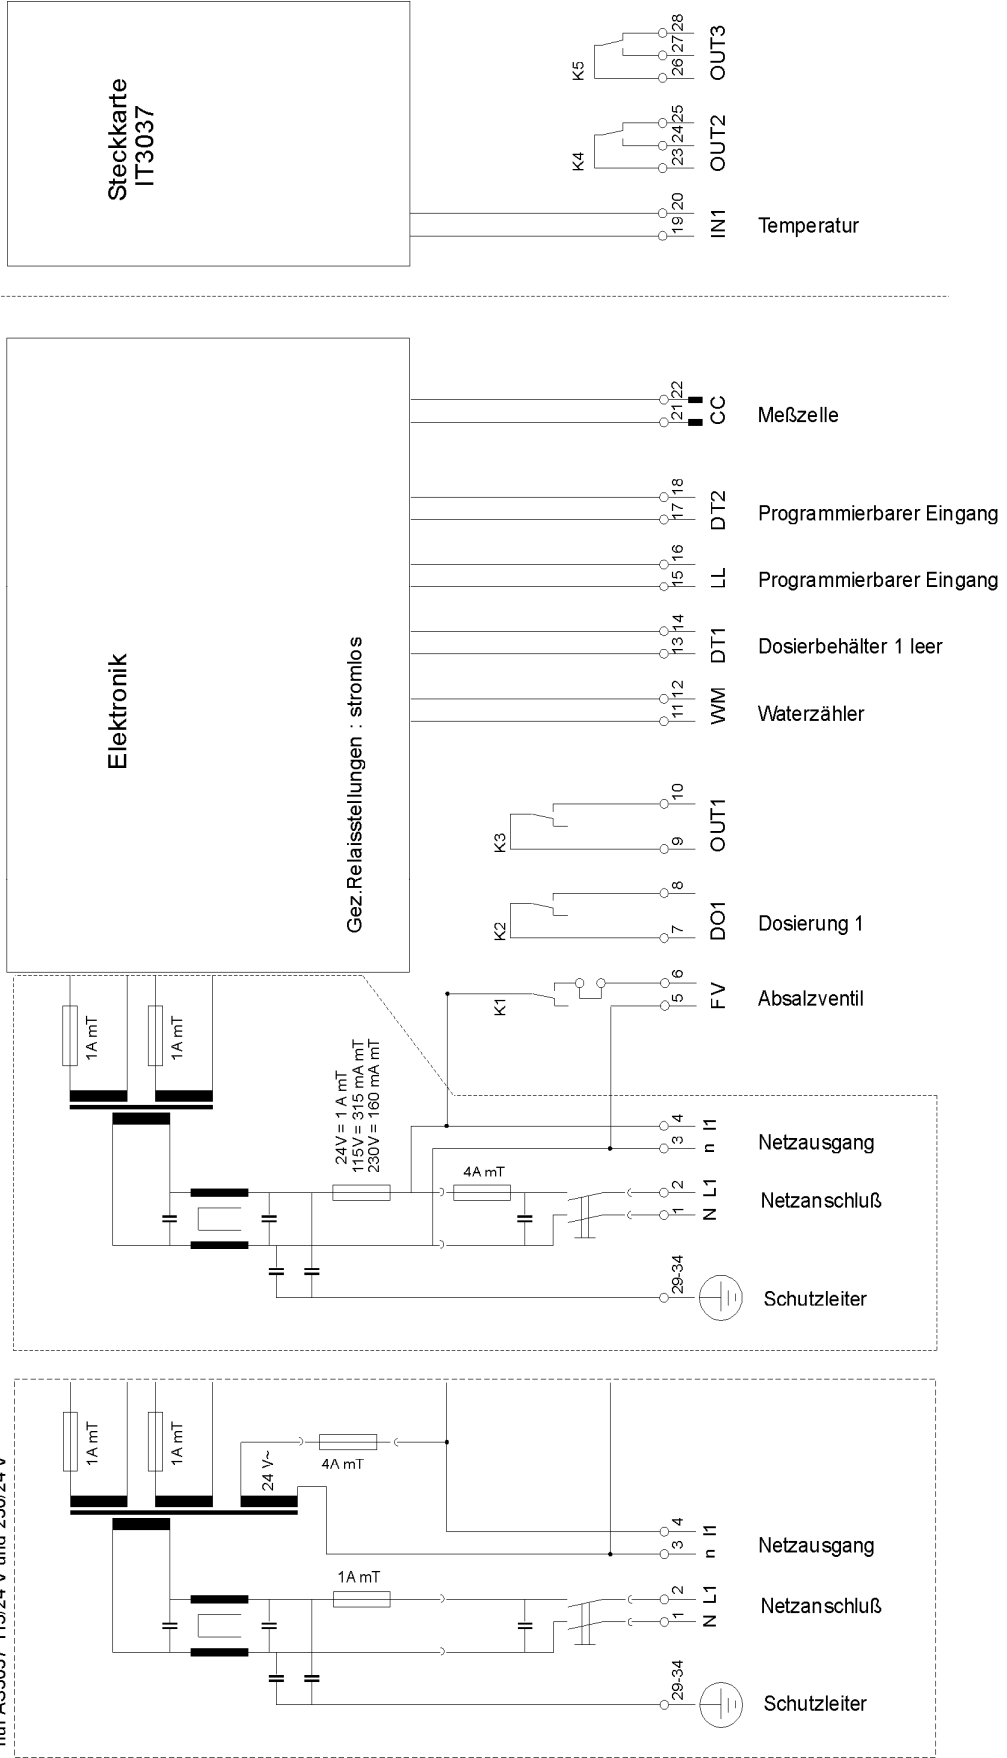 Steckkarte
IT3037
K5
28
27
26
OUT3
K4
25
24
23
OUT2
20
19
IN1
Temperatur
22
21
CC
Meßzelle
18
17
DT2
Programmierbarer Eingang
16
15
LL
Programmierbarer Eingang
14
13
DT1
Dosierbehälter 1 leer
12
11
WM
Waterzähler
Elektronik
Gez.Relaisstellungen : stromlos
K3
10
9
OUT1
K2
8
7
DO1
Dosierung 1
K1
6
5
FV
Absalzventil
1A mT
1A mT
24V = 1 A mT
115V = 315 mA mT
230V = 160 mA mT
4A mT
4
3
l1
n
Netzausgang
2
1
L1
N
Netzanschluß
29-34
Schutzleiter
1A mT
1A mT
24 V~
4A mT
4
3
l1
n
Netzausgang
1A mT
2
1
L1
N
Netzanschluß
29-34
Schutzleiter